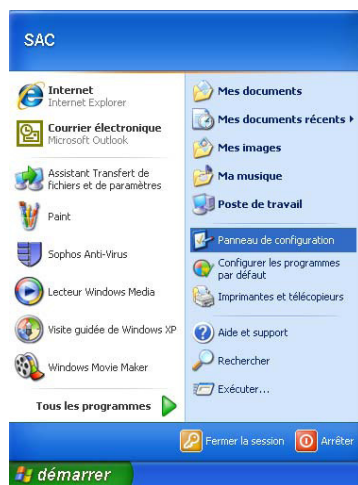 SAC
Internet
Internet Explorer
Courrier électronique
Microsoft Outlook
Assistant Transfert de
fichiers et de paramètres
Paint
Sophos Anti-Virus
Lecteur Windows Media
Visite guidée de Windows XP
Windows Movie Maker
Tous les programmes
Mes documents
Mes documents récents
Mes images
Ma musique
Poste de travail
Panneau de configuration
Configurer les programmes
par défaut
Imprimantes et télécopieurs
Aide et support
Rechercher
Exécuter...
Fermer la session
Arrêter
démarrer